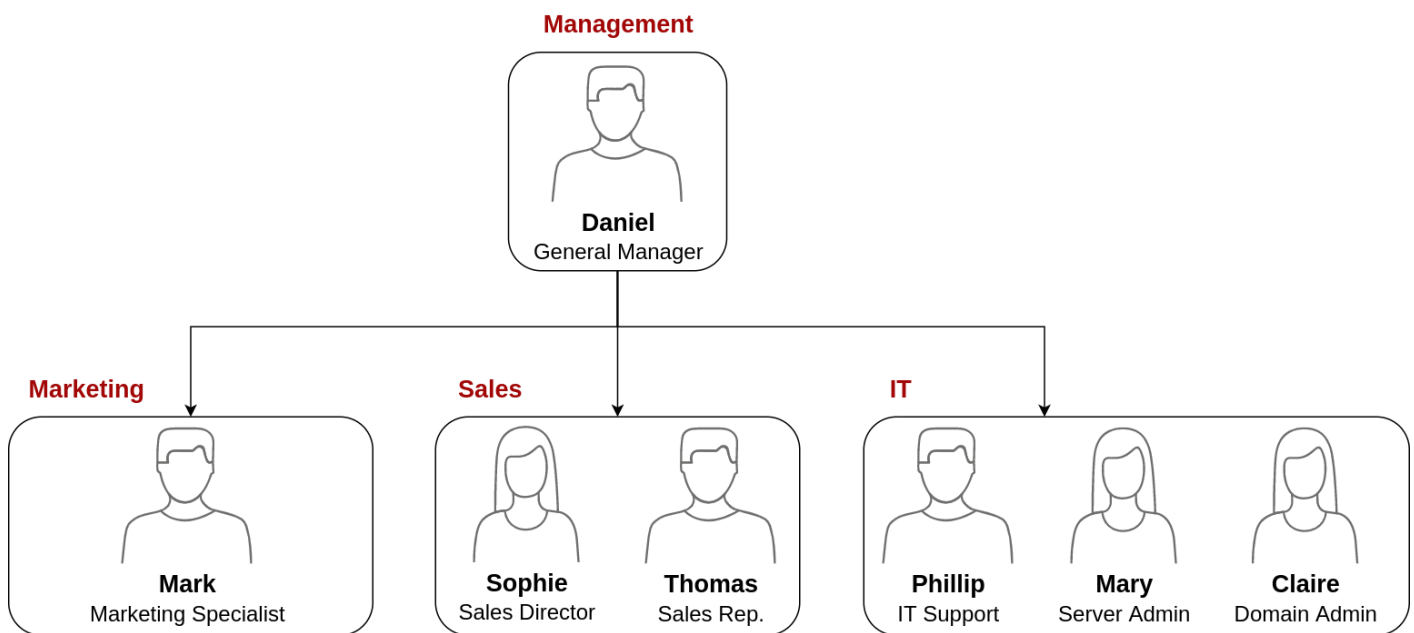 Management
Daniel
General Manager
Marketing
Mark
Marketing Specialist
Sales
Sophie
Sales Director
Thomas
Sales Rep.
IT
Phillip
IT Support
Mary
Server Admin
Claire
Domain Admin